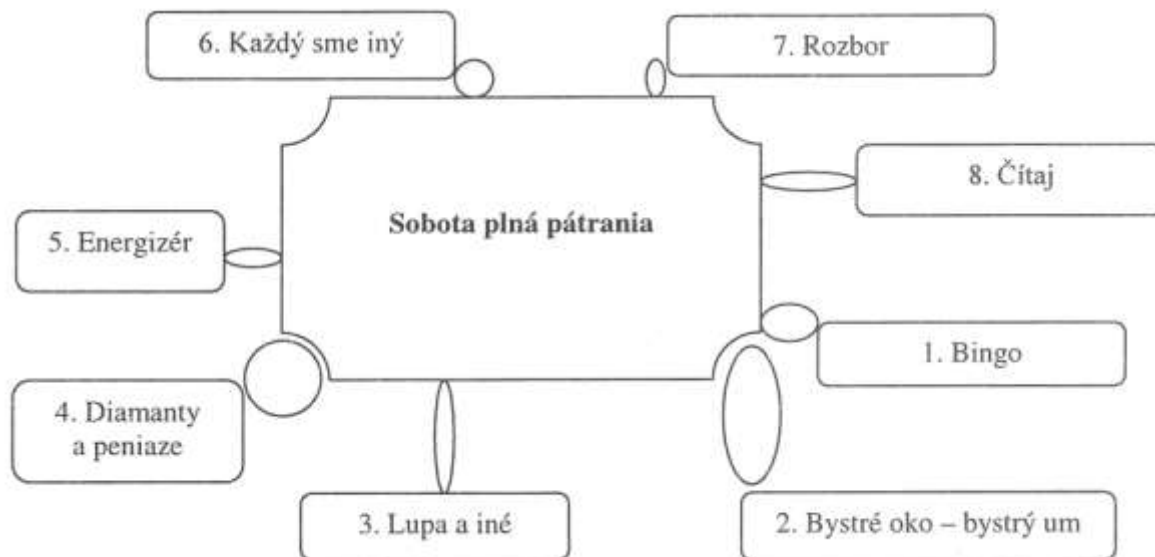 6. Každý sme iný
7. Rozbor
8. Čítaj
Sobota plná pátrania
5. Energizér
1. Bingo
4. Diamanty
a peniaze
3. Lupa a iné
2. Bystré oko – bystrý um